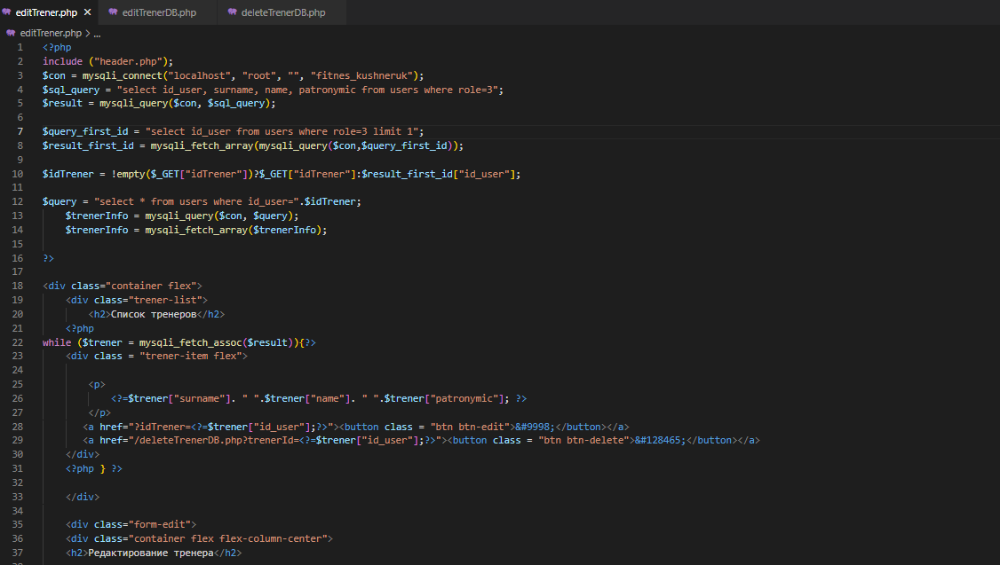 editTrener.php × editTrenerDB.php deleteTrenerDB.php
editTrener.php > ...
1 <?php
2 include ("header.php");
3 $con = mysqli_connect("localhost", "root", "", "fitnes_kushneruk");
4 $sql_query = "select id_user, surname, name, patronymic from users where role=3";
5 $result = mysqli_query($con, $sql_query);
6
7 $query_first_id = "select id_user from users where role=3 limit 1";
8 $result_first_id = mysqli_fetch_array(mysqli_query($con,$query_first_id));
9
10 $idTrener = !empty($_GET["idTrener"])?$_GET["idTrener"]:$result_first_id["id_user"];
11
12 $query = "select * from users where id_user=".$idTrener;
13 $trenerInfo = mysqli_query($con, $query);
14 $trenerInfo = mysqli_fetch_array($trenerInfo);
15
16 ?>
17
18 <div class="container flex">
19 <div class="trener-list">
20 <h2>Список тренеров</h2>
21 <?php
22 while ($trener = mysqli_fetch_assoc($result)){?>
23 <div class = "trener-item flex">
24
25 <p>
26 <?=$trener["surname"]. " ".$trener["name"]. " ".$trener["patronymic"]; ?>
27 </p>
28 <a href="?idTrener=<?=$trener["id_user"];?>"><button class = "btn btn-edit">&#9998;</button></a>
29 <a href="/deleteTrenerDB.php?trenerId=<?=$trener["id_user"];?>"><button class = "btn btn-delete">&#128465;</button></a>
30 </div>
31 <?php } ?>
32
33 </div>
34
35 <div class="form-edit">
36 <div class="container flex flex-column-center">
37 <h2>Редактирование тренера</h2>